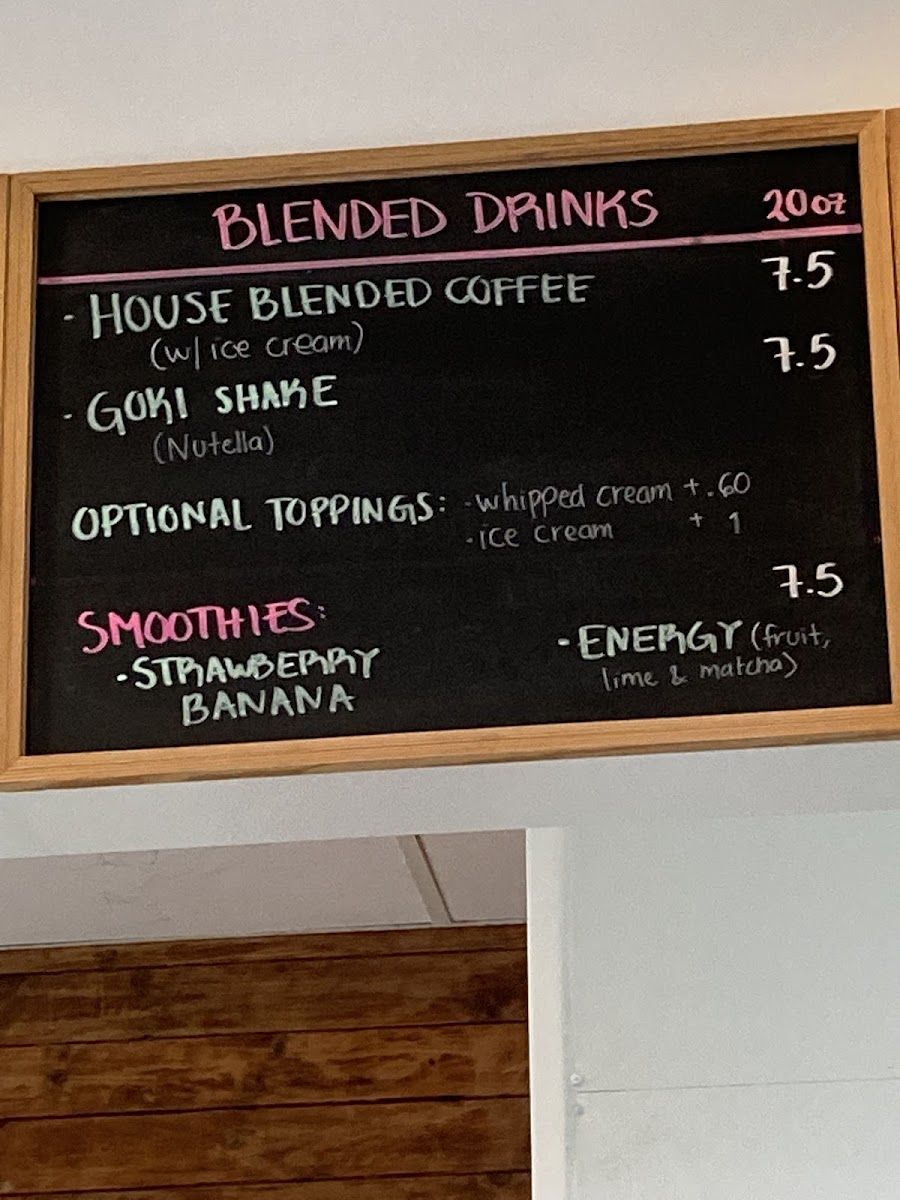 BLENDED DRINKS 20oz
- HOUSE BLENDED COFFEE 7.5
(w/ ice cream)
- GOKI SHAKE 7.5
(Nutella)
OPTIONAL TOPPINGS: - whipped cream + .60
- ice cream + 1
SMOOTHIES: 7.5
- STRAWBERRY
BANANA
- ENERGY (fruit,
lime & matcha)